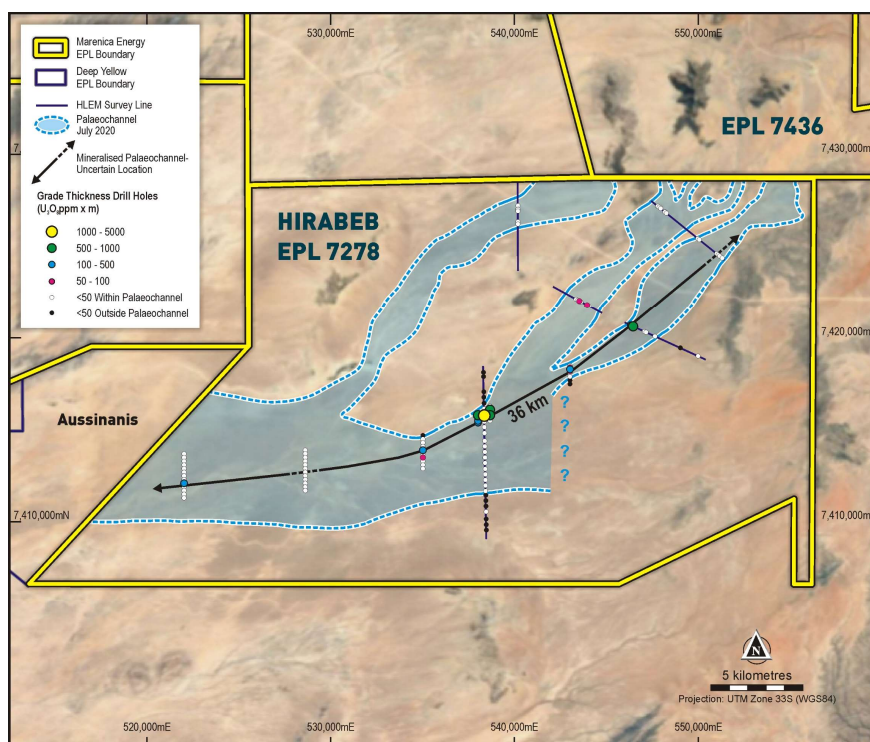 530,000mE
540,000mE
550,000mE
Marenica Energy
EPL Boundary
Deep Yellow
EPL Boundary
HLEM Survey Line
Palaeochannel
July 2020
Mineralised Palaeochannel-
Uncertain Location
Grade Thickness Drill Holes
(U₃O₈ppm x m)
1000 - 5000
500 - 1000
100 - 500
50 - 100
<50 Within Palaeochannel
<50 Outside Palaeochannel
EPL 7436
7,430,000mN
HIRABEB
EPL 7278
7,420,000mN
36 km
?
?
?
?
Aussinanis
7,410,000mN
7,410,000mN
N
5 kilometres
Projection: UTM Zone 33S (WGS84)
520,000mE
530,000mE
540,000mE
550,000mE